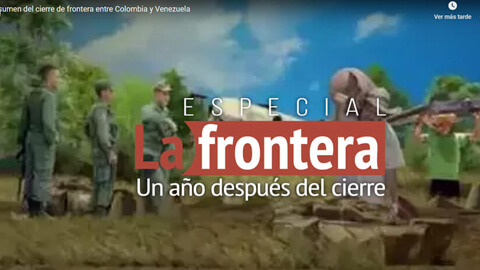 sumen del cierre de frontera entre Colombia y Venezuela
Ver más tarde
ESPECIAL
La frontera
Un año después del cierre